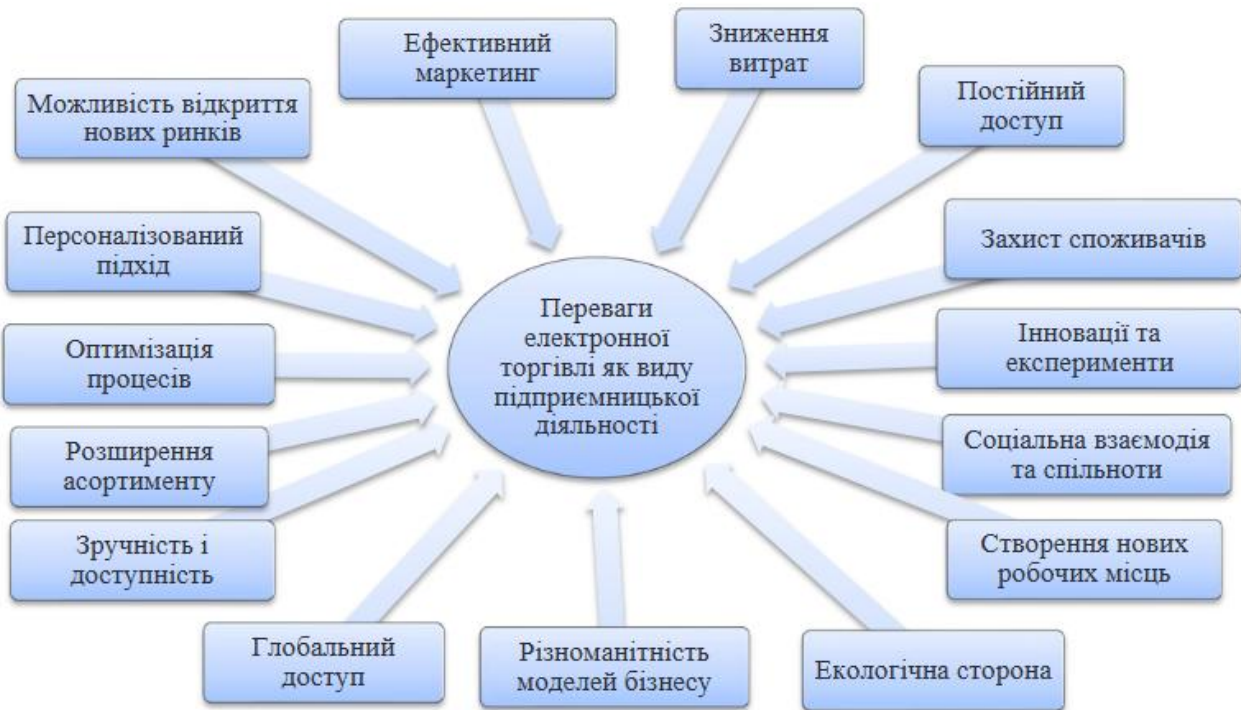 Ефективний
маркетинг
Зниження
витрат
Можливість відкриття
нових ринків
Постійний
доступ
Персоналізований
підхід
Захист споживачів
Переваги
електронної
торгівлі як виду
підприємницької
діяльності
Оптимізація
процесів
Інновації та
експерименти
Розширення
асортименту
Соціальна взаємодія
та спільноти
Зручність і
доступність
Створення нових
робочих місць
Глобальний
доступ
Різноманітність
моделей бізнесу
Екологічна сторона